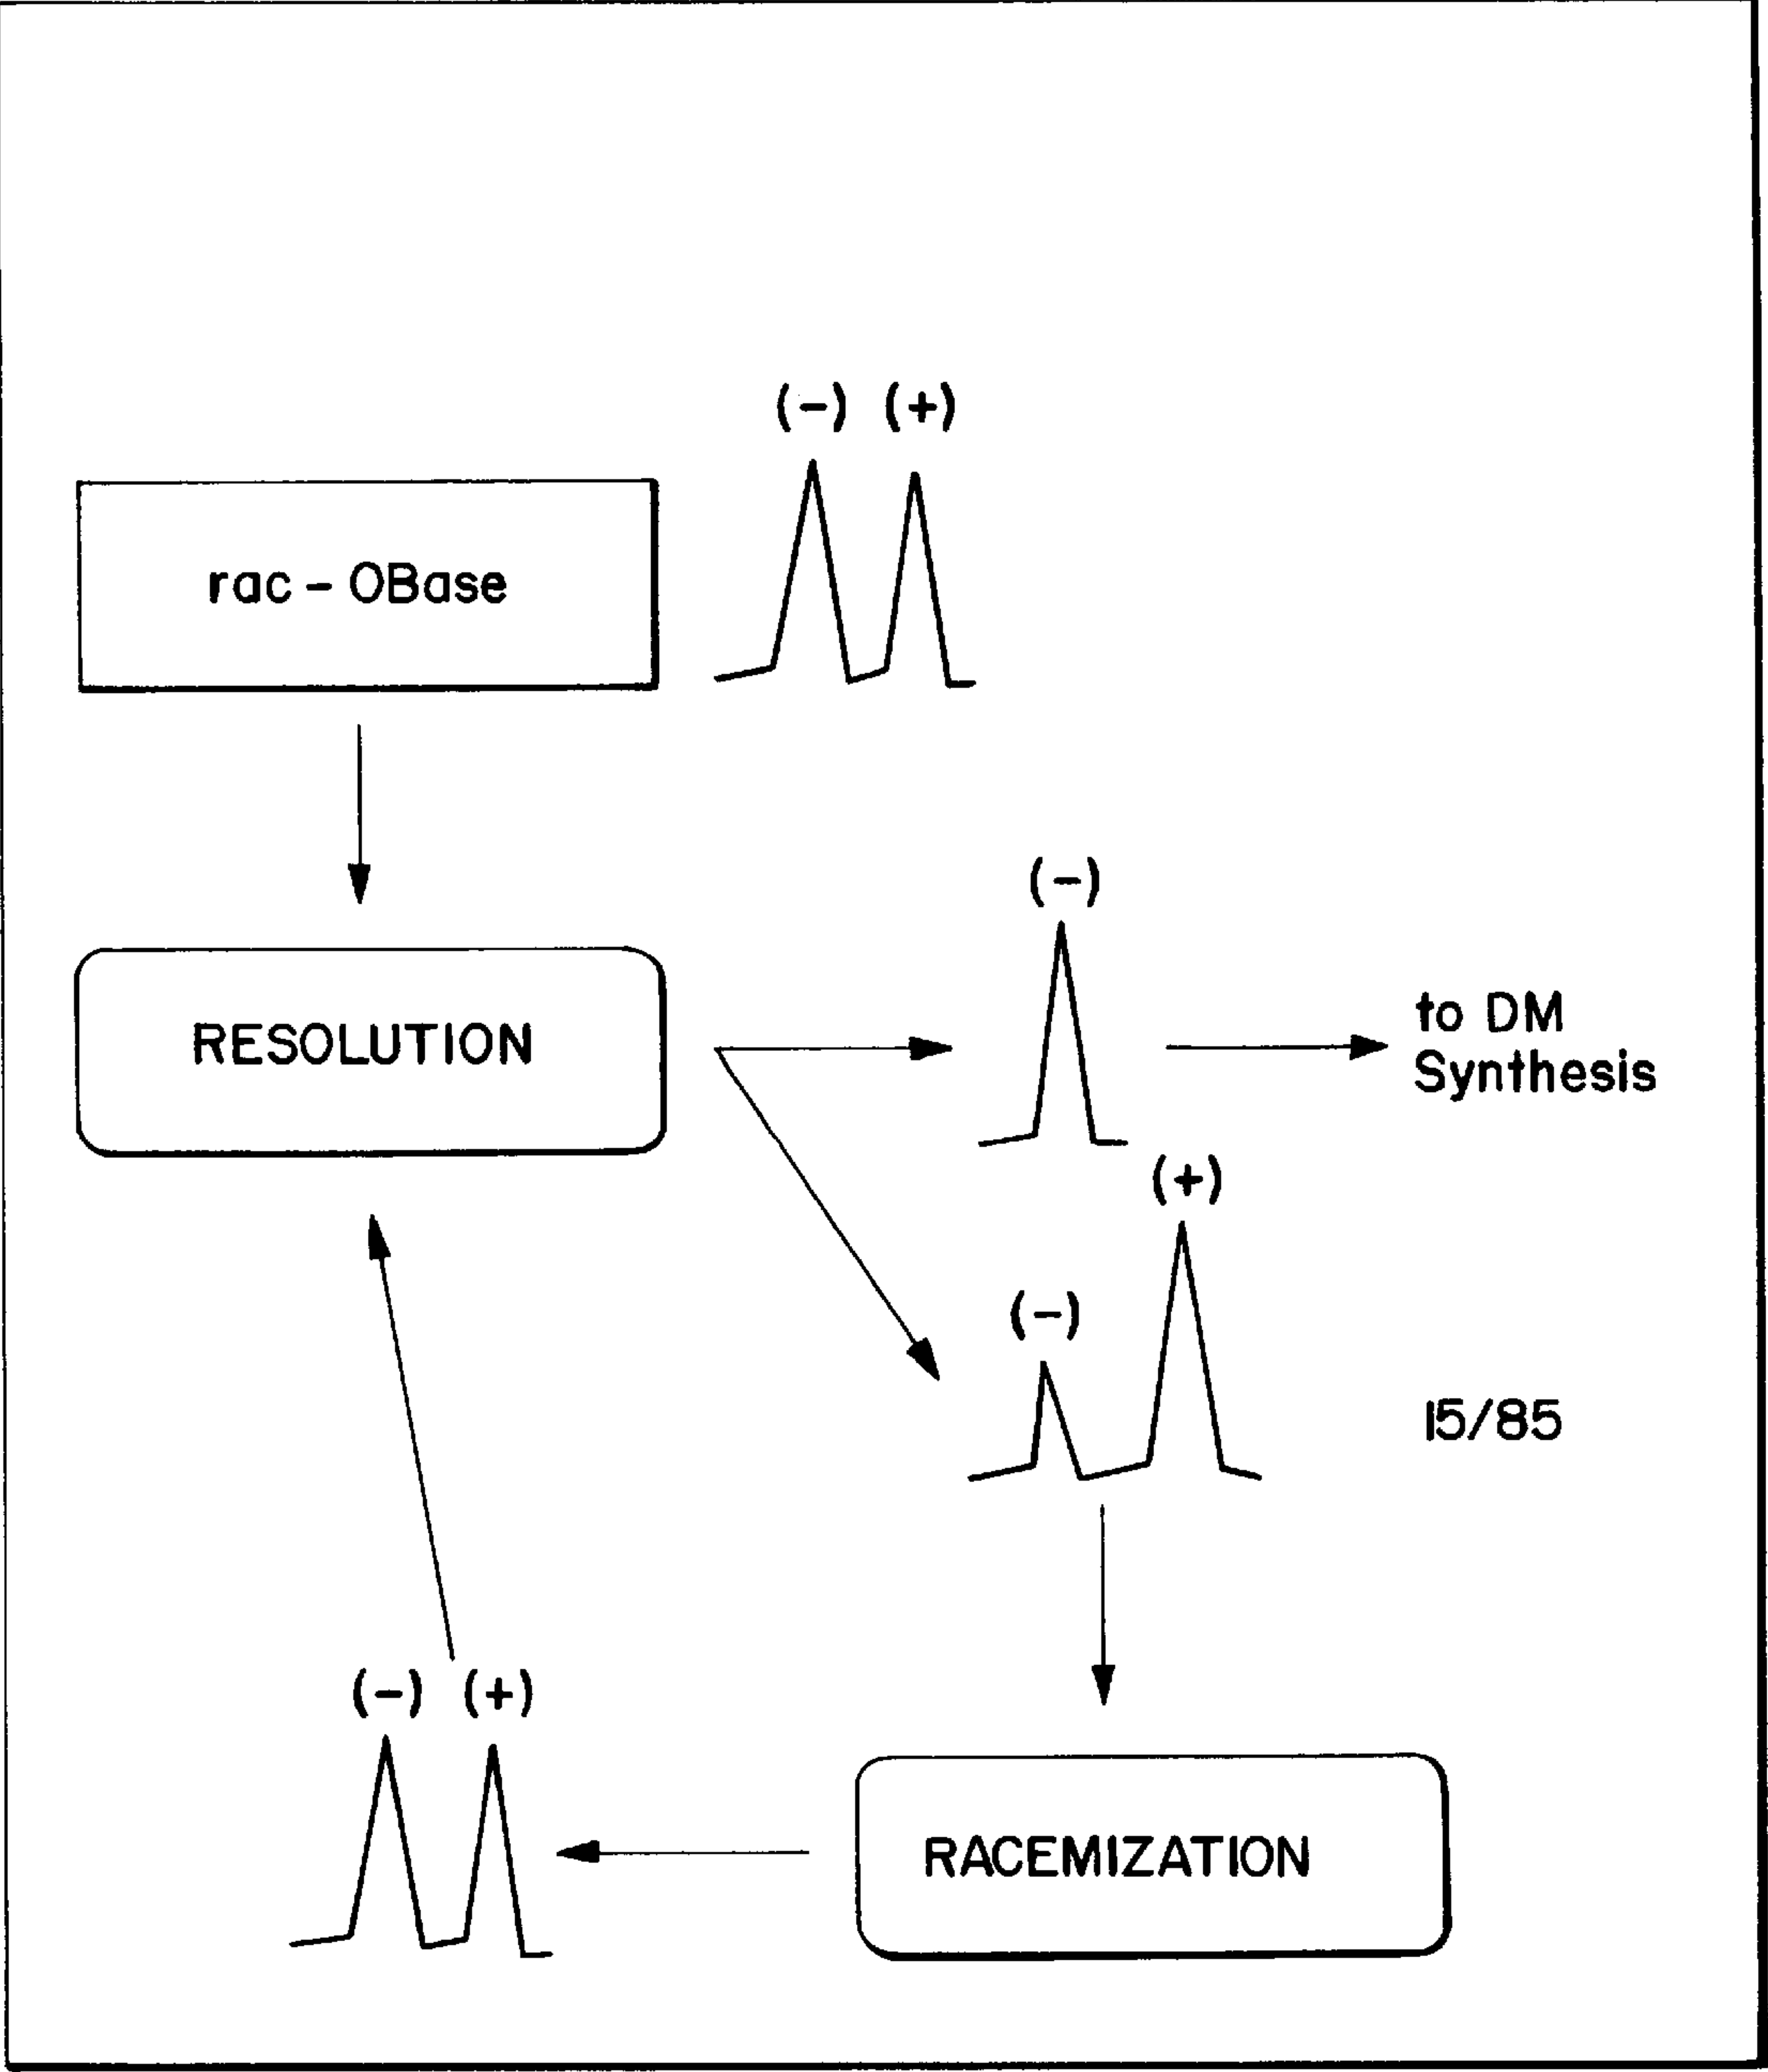 (-) (+)
rac - OBase
(-)
RESOLUTION
to DM
Synthesis
(+)
(-)
15/85
(-) (+)
RACEMIZATION